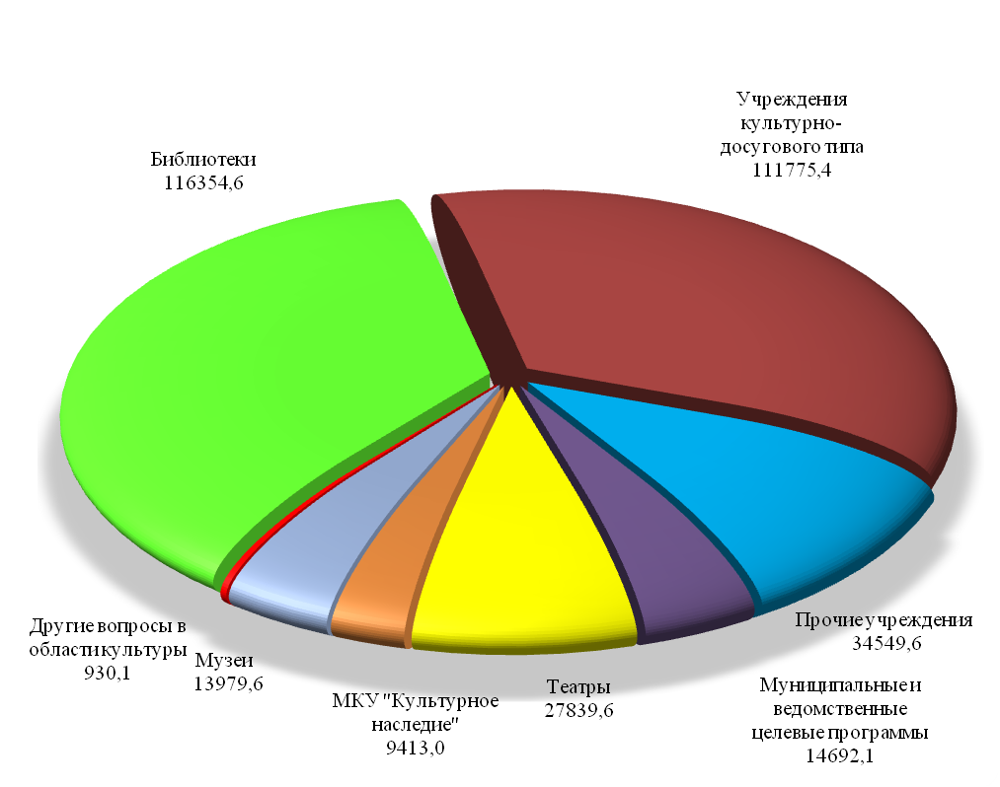 Учреждения
культурно-
досугового типа
111775,4
Библиотеки
116354,6
Прочие учреждения
34549,6
Другие вопросы в
области культуры
930,1
Музеи
13979,6
МКУ "Культурное
наследие"
9413,0
Театры
27839,6
Муниципальные и
ведомственные
целевые программы
14692,1